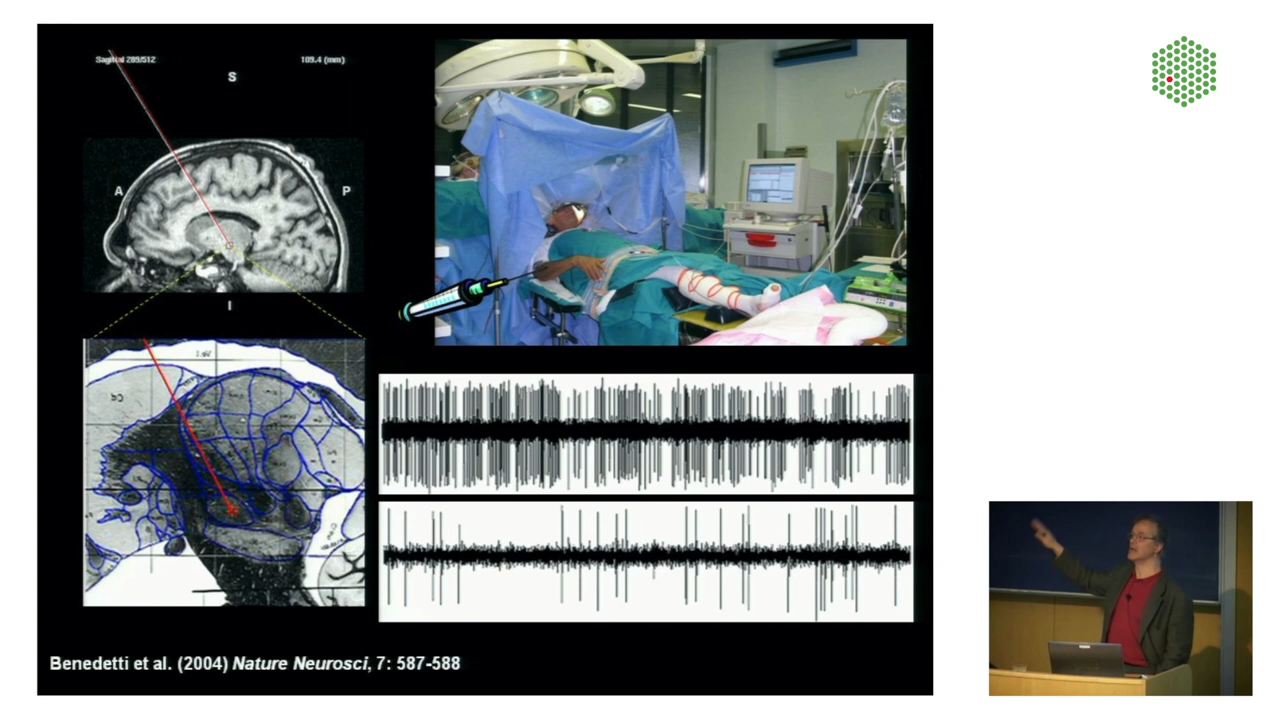 Sagittal 289/512
109.4 (mm)
S
A
P
I
Benedetti et al. (2004) Nature Neurosci, 7: 587-588